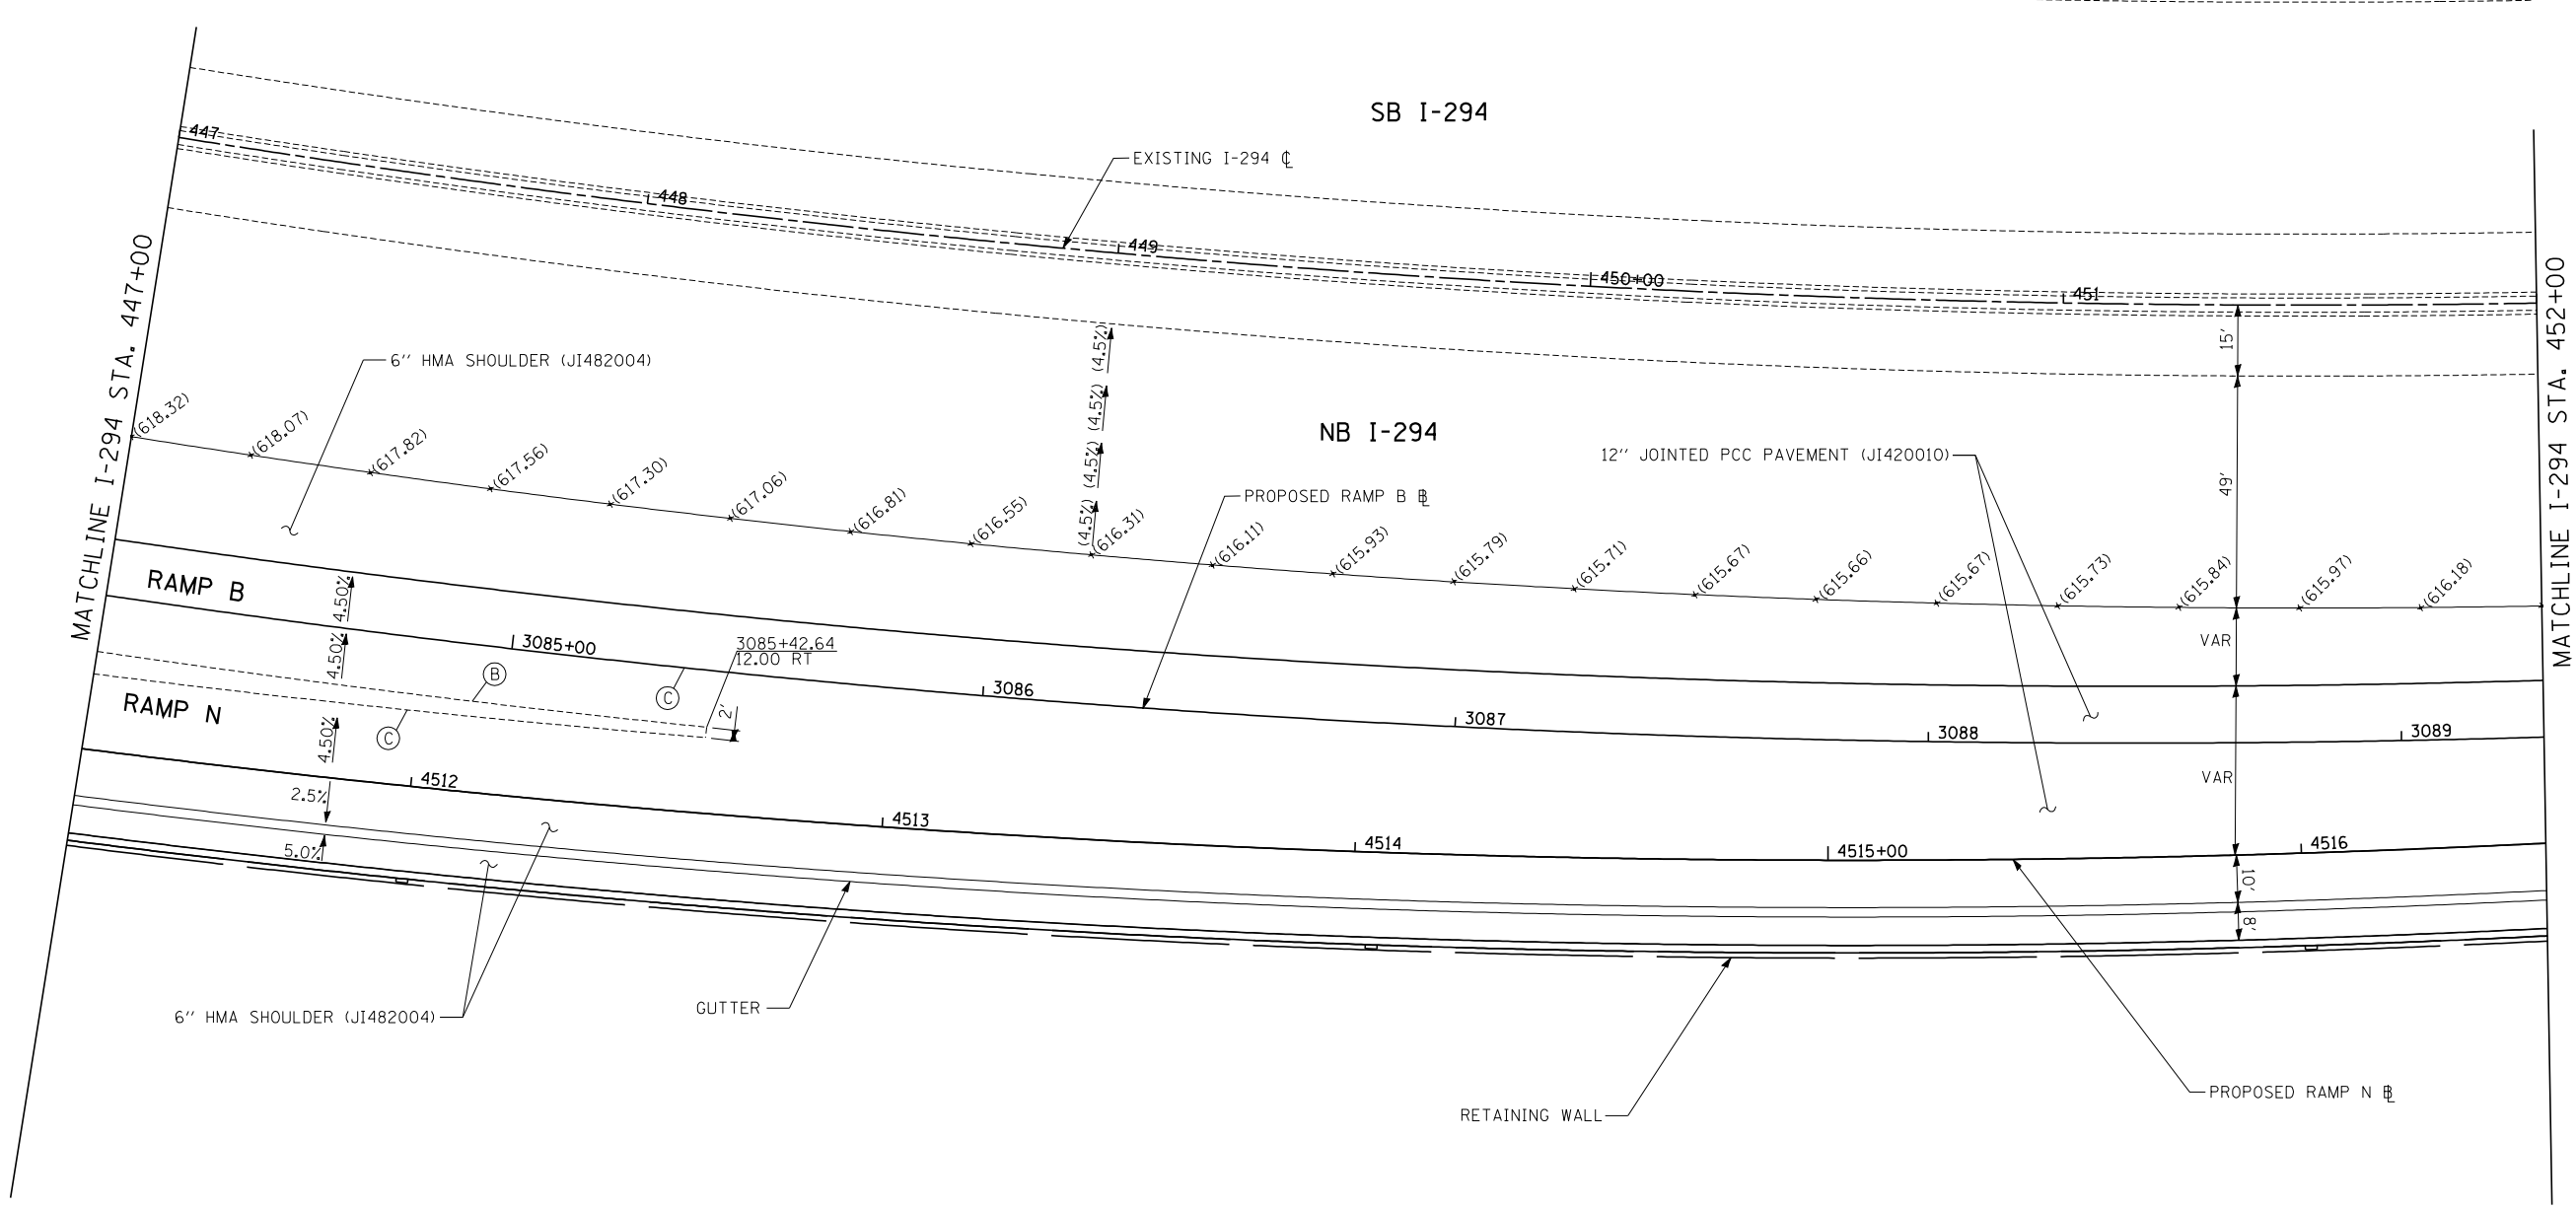 SB I-294
447
EXISTING I-294 ℄
448
449
450+00
451
MATCHLINE I-294 STA. 447+00
MATCHLINE I-294 STA. 452+00
15'
6'' HMA SHOULDER (JI482004)
(4.5%)
(4.5%)
(4.5%)
(4.5%)
NB I-294
12'' JOINTED PCC PAVEMENT (JI420010)
49'
PROPOSED RAMP B ⅊
(618.32)
(618.07)
(617.82)
(617.56)
(617.30)
(617.06)
(616.81)
(616.55)
(616.31)
(616.11)
(615.93)
(615.79)
(615.71)
(615.67)
(615.66)
(615.67)
(615.73)
(615.84)
(615.97)
(616.18)
RAMP B
4.50%
4.50%
3085+00
3085+42.64
12.00 RT
VAR
B
C
3086
3087
3088
3089
RAMP N
C
2'
4.50%
VAR
4512
2.5%
4513
4514
4515+00
4516
5.0%
10'
8'
GUTTER
6'' HMA SHOULDER (JI482004)
PROPOSED RAMP N ⅊
RETAINING WALL